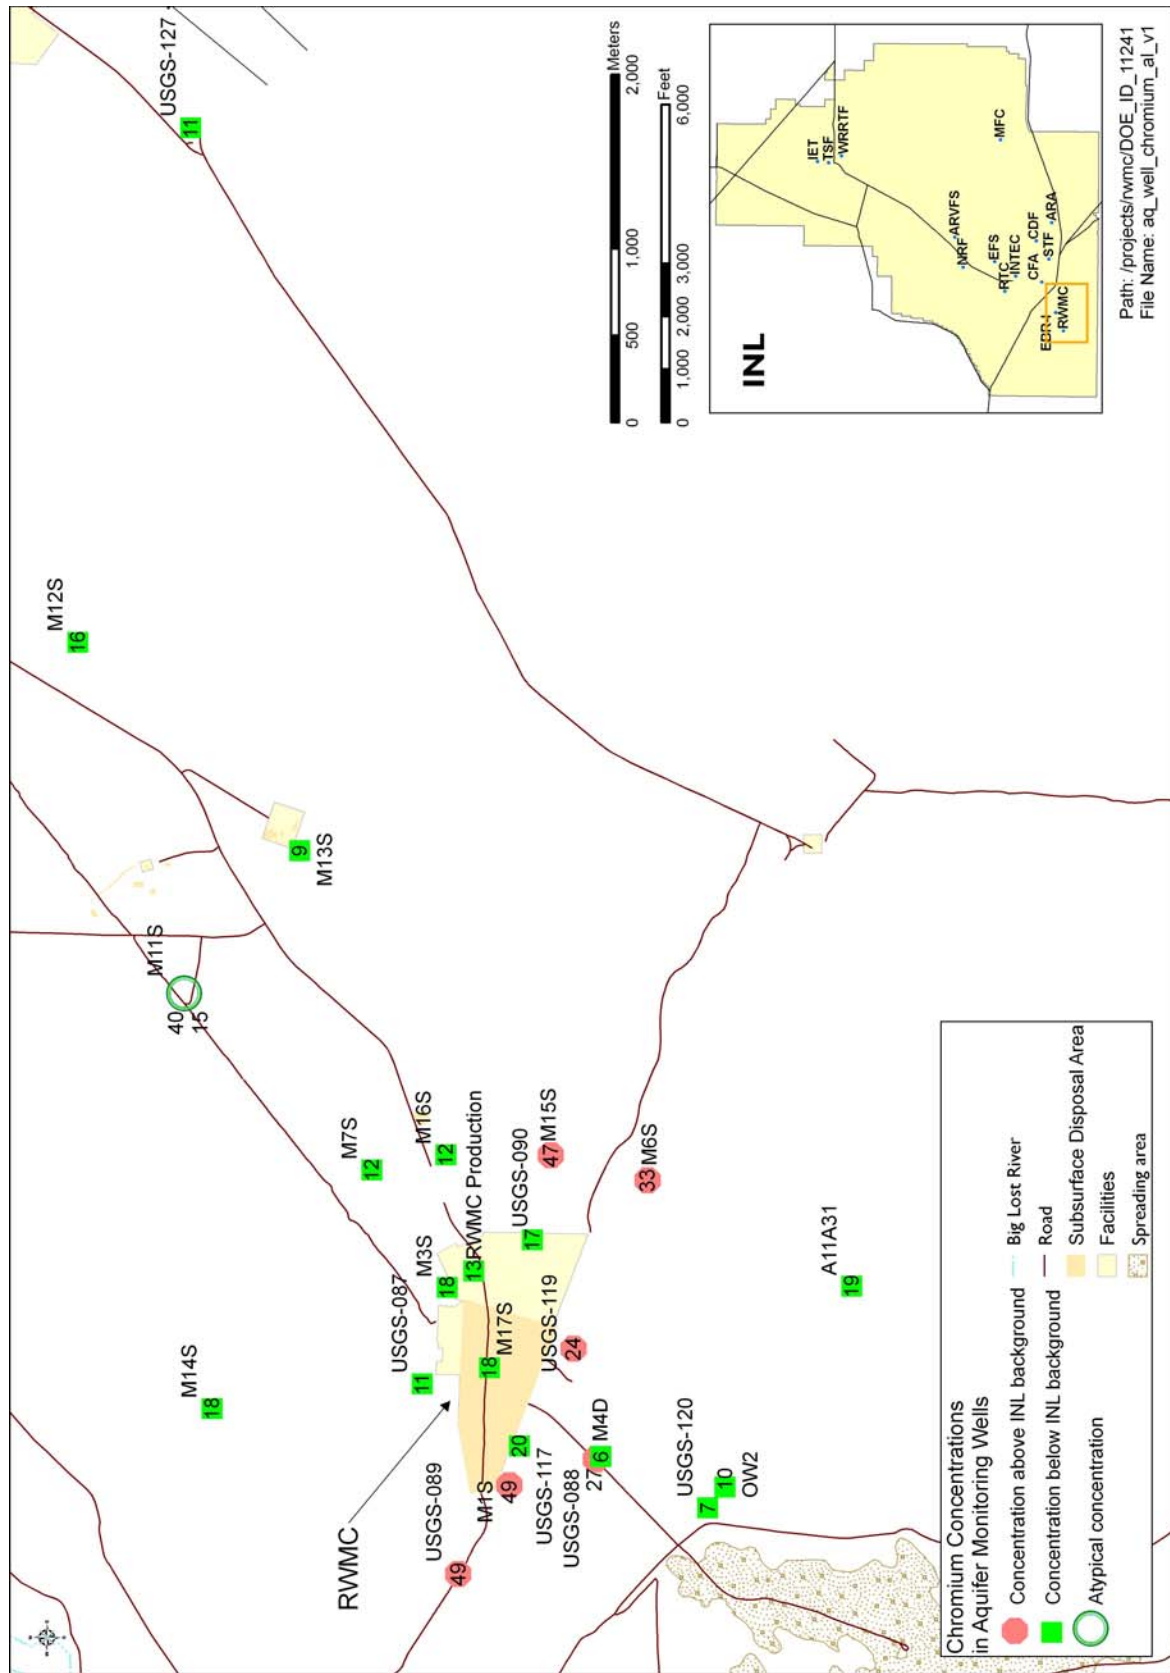 USGS-127
11
M12S
16
M11S
40
15
9
M13S
M7S
12
M16S
12
M14S
18
RWMC
USGS-087
11
M3S
18
13
RWMC Production
USGS-090
17
47
M15S
33
M6S
USGS-089
49
M1S
49
USGS-117
20
M17S
18
USGS-119
24
USGS-088
27
M4D
6
USGS-120
7
10
OW2
A11A31
19
Meters
0 500 1,000 2,000
Feet
0 1,000 2,000 3,000 6,000
INL
IET
TSF
WRRTF
ARVFS
NRF
MFC
EFS
RTC
INTEC
CFA
CDF
STF
ARA
EBR-I
RWMC
Path: /projects/rwmc/DOE_ID_11241
File Name: aq_well_chromium_al_v1
Chromium Concentrations
in Aquifer Monitoring Wells
Concentration above INL background
Concentration below INL background
Atypical concentration
Big Lost River
Road
Subsurface Disposal Area
Facilities
Spreading area